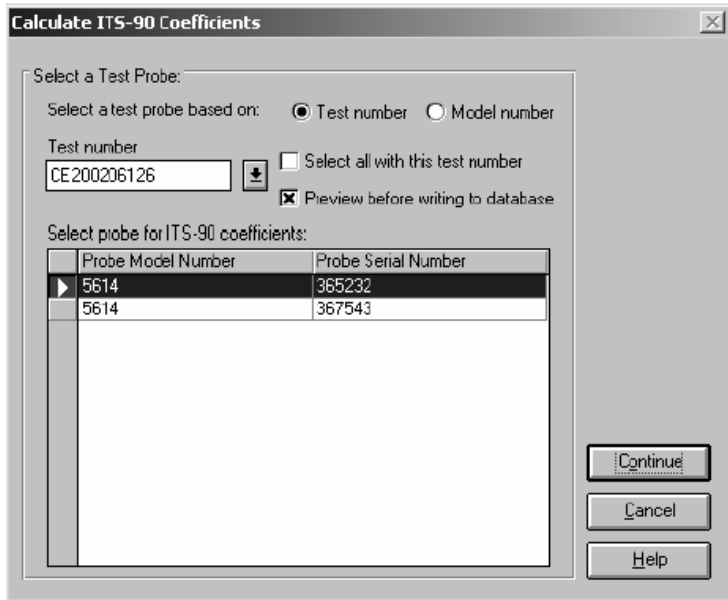 Calculate ITS-90 Coefficients
Select a Test Probe:
Select a test probe based on: Test number Model number
Test number
CE200206126
Select all with this test number
Preview before writing to database
Select probe for ITS-90 coefficients:
Probe Model Number Probe Serial Number
5614 365232
5614 367543
Continue
Cancel
Help